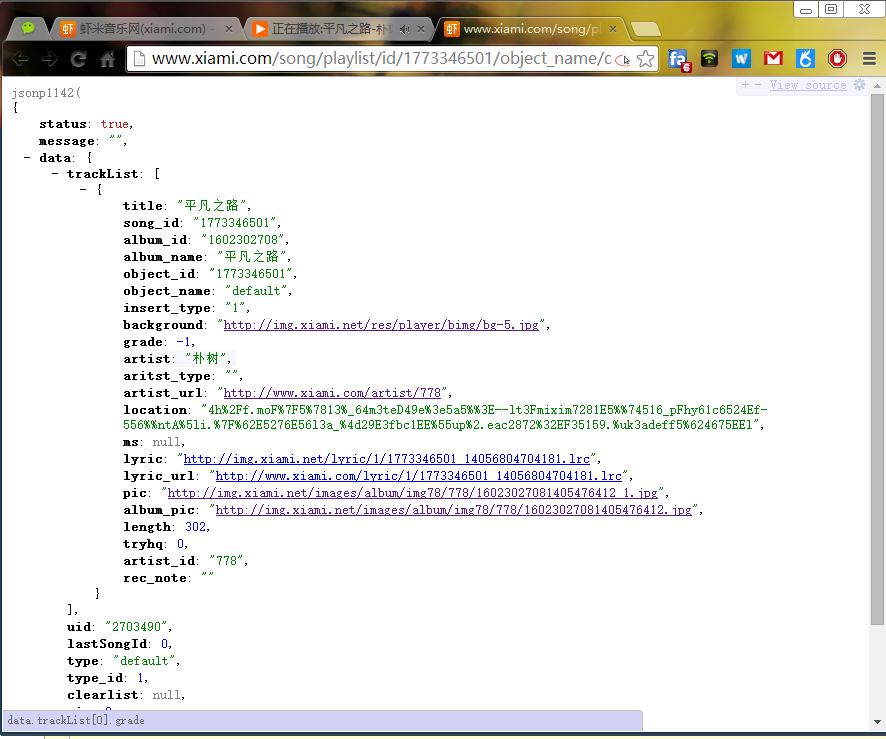 虾米音乐网(xiami.com) -
正在播放:平凡之路-朴
www.xiami.com/song/pl
www.xiami.com/song/playlist/id/1773346501/object_name/
6
W
+ - View source
jsonp1142(
{
status: true,
message: "",
- data: {
- trackList: [
- {
title: "平凡之路",
song_id: "1773346501",
album_id: "1602302708",
album_name: "平凡之路",
object_id: "1773346501",
object_name: "default",
insert_type: "1",
background: "http://img.xiami.net/res/player/bimg/bg-5.jpg",
grade: -1,
artist: "朴树",
aritst_type: "",
artist_url: "http://www.xiami.com/artist/778",
location: "4h%2Ff.moF%7F5%7813%_64m3teD49e%3e5a5%%3E--lt3Fmixim7281E5%%74516_pFhy61c6524Ef-
556%%ntA%5li.%7F%62E5276E56l3a_%4d29E3fbc1EE%55up%2.eac2872%32EF35159.%uk3adeff5%624675EEl",
ms: null,
lyric: "http://img.xiami.net/lyric/1/1773346501_14056804704181.lrc",
lyric_url: "http://www.xiami.com/lyric/1/1773346501_14056804704181.lrc",
pic: "http://img.xiami.net/images/album/img78/778/16023027081405476412_1.jpg",
album_pic: "http://img.xiami.net/images/album/img78/778/16023027081405476412.jpg",
length: 302,
tryhq: 0,
artist_id: "778",
rec_note: ""
}
],
uid: "2703490",
lastSongId: 0,
type: "default",
type_id: 1,
clearlist: null,
data.trackList[0].grade